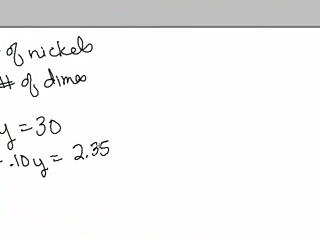 of nickels
# of dimes
y = 30
.10y = 2.35